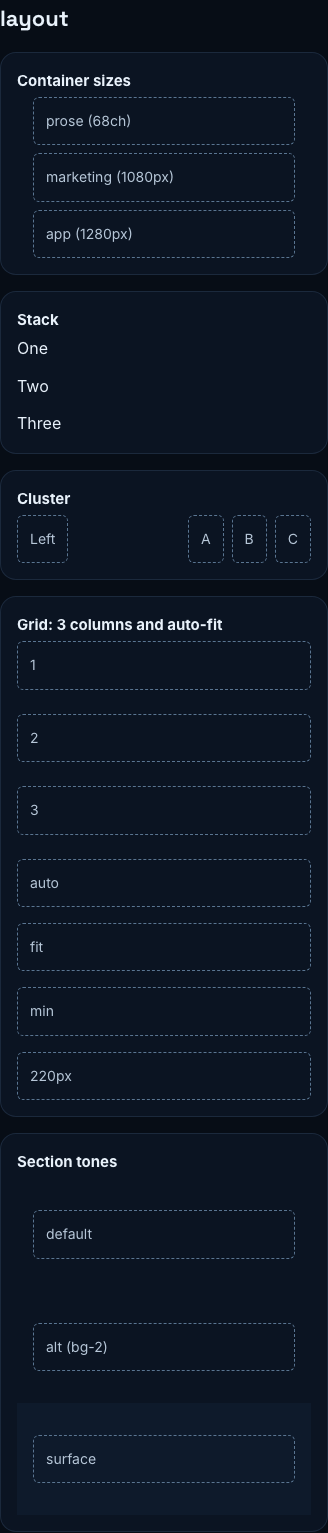 layout
Container sizes
prose (68ch)
marketing (1080px)
app (1280px)
Stack
One
Two
Three
Cluster
Left A B C
Grid: 3 columns and auto-fit
1
2
3
auto
fit
min
220px
Section tones
default
alt (bg-2)
surface